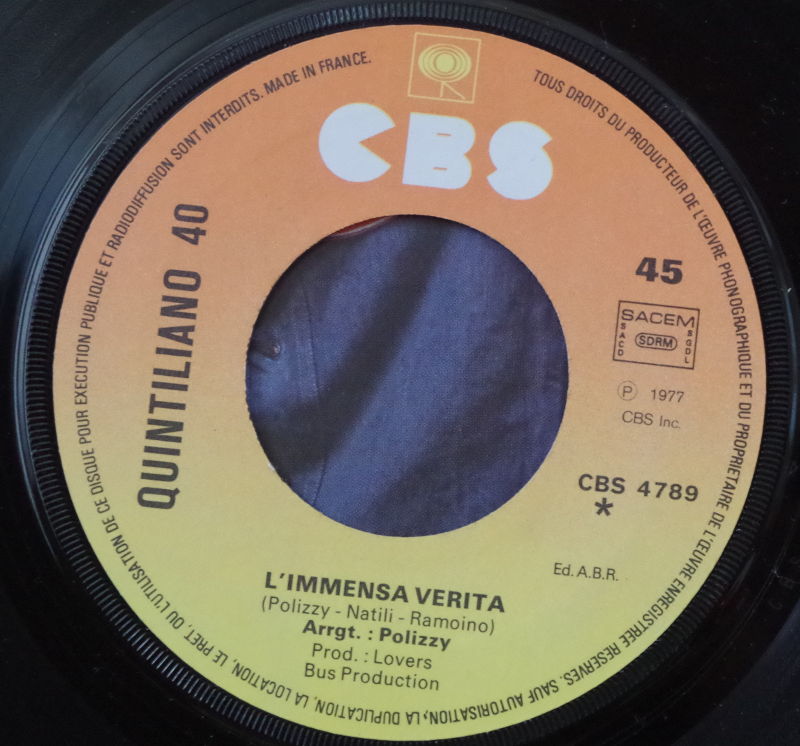 TOUS DROITS DU PRODUCTEUR DE L'ŒUVRE PHONOGRAPHIQUE ET DU PROPRIETAIRE DE L'ŒUVRE ENREGISTREE RESERVES. SAUF AUTORISATION, LA DUPLICATION, LA LOCATION, LE PRET, OU L'UTILISATION DE CE DISQUE POUR EXECUTION PUBLIQUE ET RADIODIFFUSION SONT INTERDITS. MADE IN FRANCE.
CBS
QUINTILIANO 40
45
SACEM
SACD
SDRM
SGDL
℗ 1977
CBS Inc.
CBS 4789
*
Ed. A.B.R.
L'IMMENSA VERITA
(Polizzy - Natili - Ramoino)
Arrgt. : Polizzy
Prod. : Lovers
Bus Production